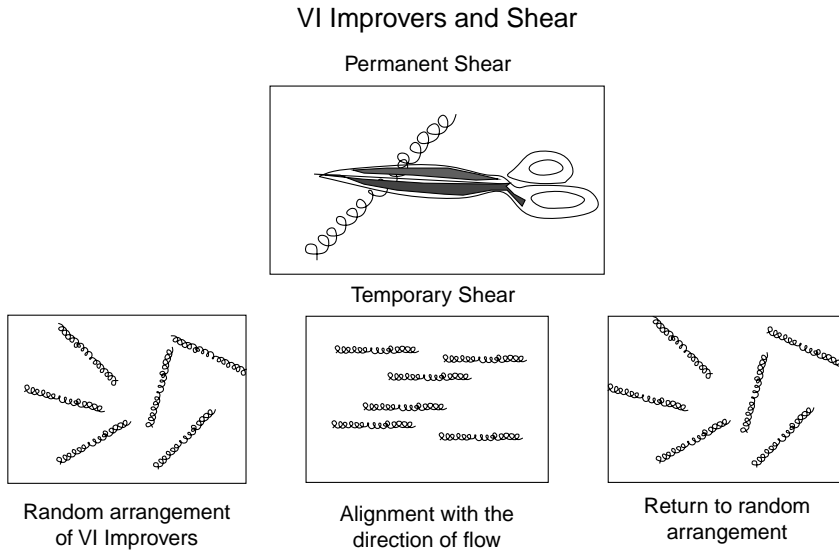 VI Improvers and Shear
Permanent Shear
Temporary Shear
Random arrangement
of VI Improvers
Alignment with the
direction of flow
Return to random
arrangement